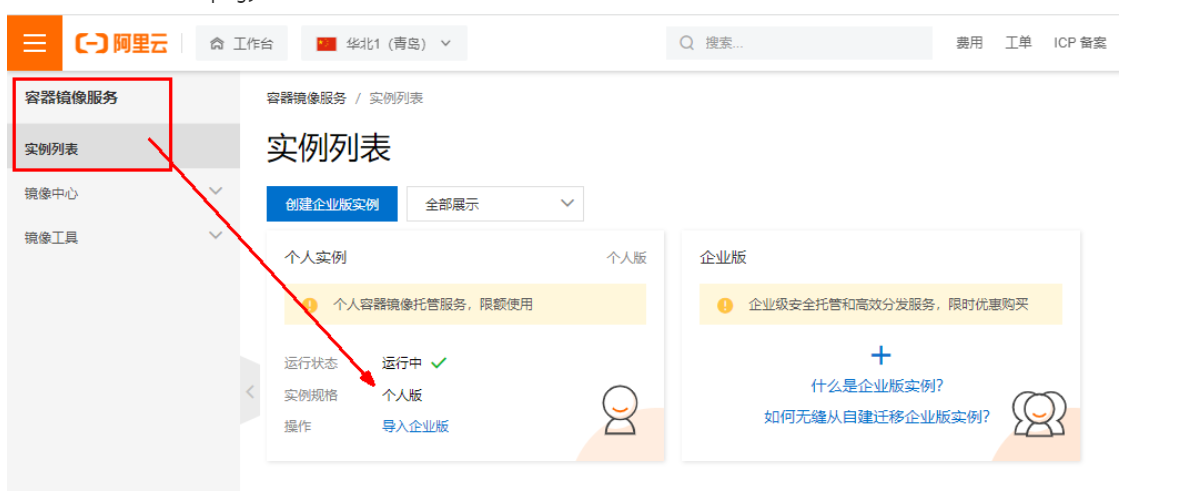 阿里云
工作台
华北1（青岛）
搜索...
费用
工单
ICP 备案
容器镜像服务
实例列表
镜像中心
镜像工具
容器镜像服务 / 实例列表
实例列表
创建企业版实例
全部展示
个人实例
个人版
个人容器镜像托管服务，限额使用
运行状态 运行中
实例规格 个人版
操作 导入企业版
企业版
企业级安全托管和高效分发服务，限时优惠购买
什么是企业版实例?
如何无缝从自建迁移企业版实例?